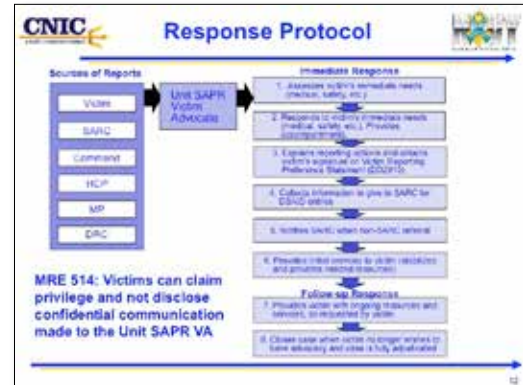 CNIC
Response Protocol
Sources of Reports
Victim
SARC
Command
HCP
MP
DRC
Unit SAPR
Victim
Advocate
Immediate Response
1. Assesses victim's immediate needs
(medical, safety, etc.)
2. Responds to victim's immediate needs
(medical, safety, etc.). Provides
3. Explains reporting options and obtains
victim's signature on Victim Reporting
Preference Statement (DD2910)
4. Collects information to give to SARC for
DSAID entries
5. Notifies SARC when non-SARC referral
6. Provides initial services to victim
Follow-up Response
7. Provides victim with ongoing resources and
services, as requested by victim
8. Closes case when victim no longer wishes to
have advocacy and case is fully adjudicated
MRE 514: Victims can claim
privilege and not disclose
confidential communication
made to the Unit SAPR VA
12